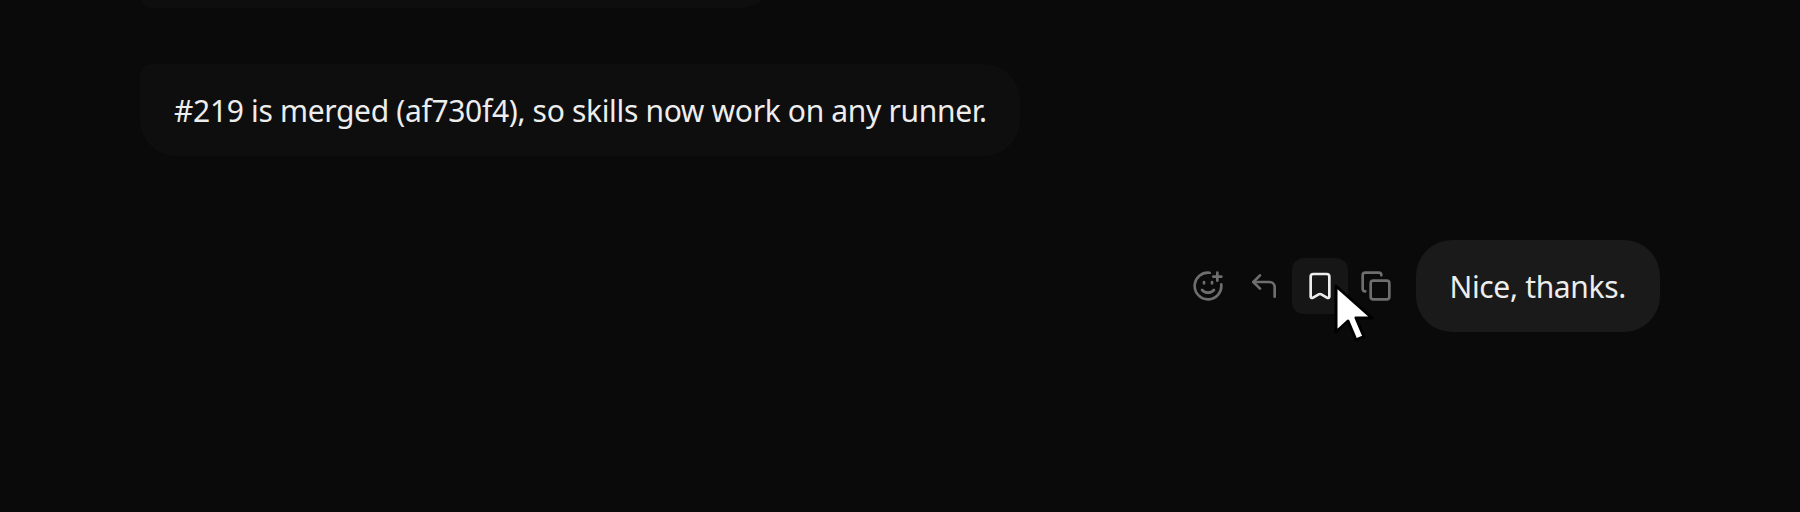 #219 is merged (af730f4), so skills now work on any runner.
Nice, thanks.